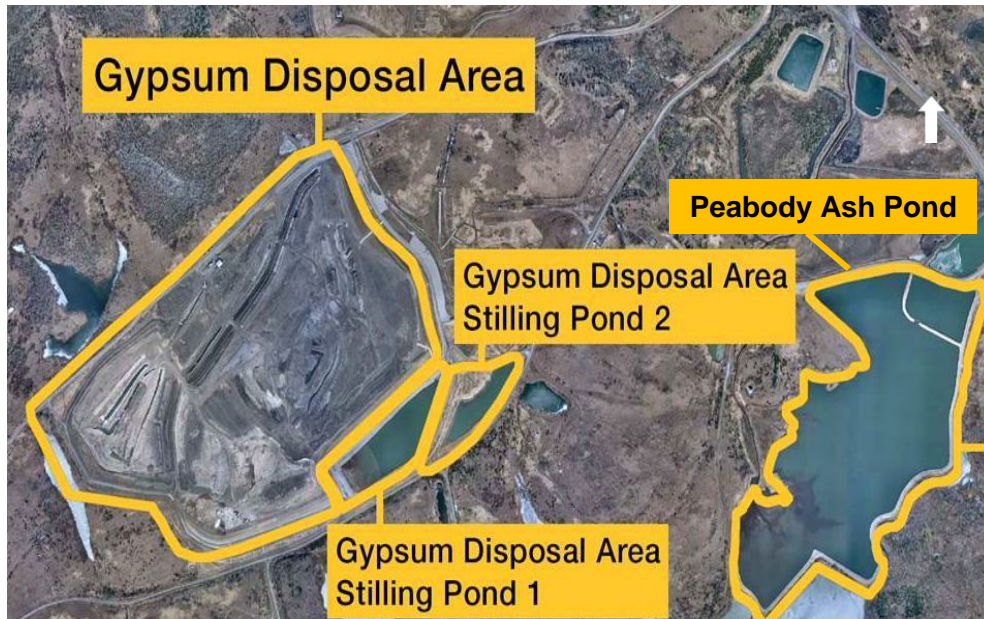 Gypsum Disposal Area
Peabody Ash Pond
Gypsum Disposal Area
Stilling Pond 2
Gypsum Disposal Area
Stilling Pond 1